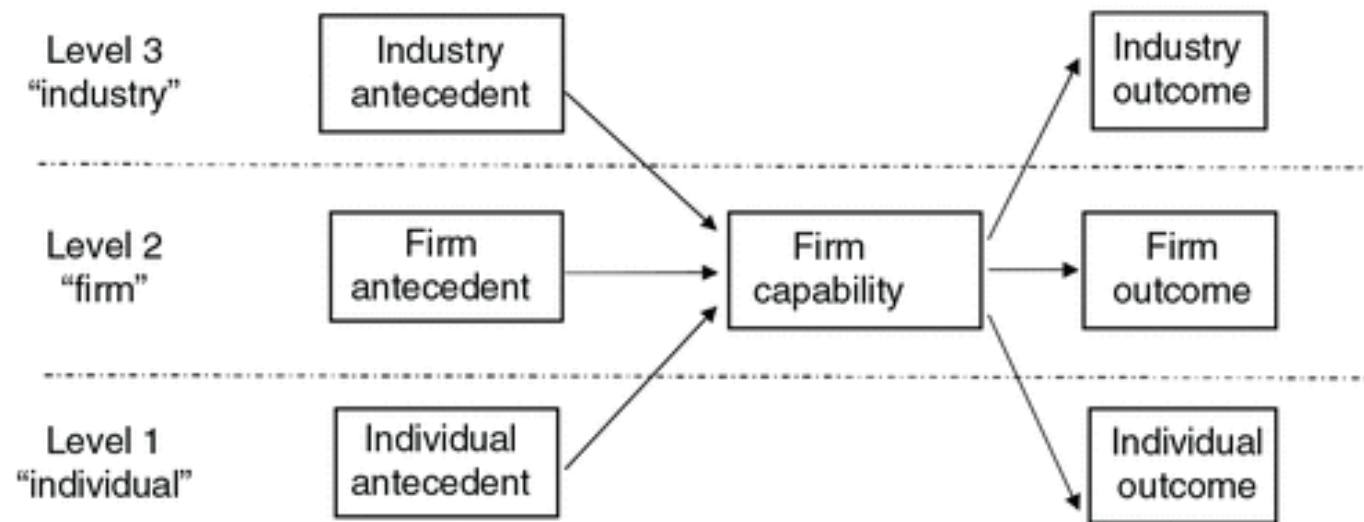 Level 3
“industry”
Industry
antecedent
Industry
outcome
Level 2
“firm”
Firm
antecedent
Firm
capability
Firm
outcome
Level 1
“individual”
Individual
antecedent
Individual
outcome